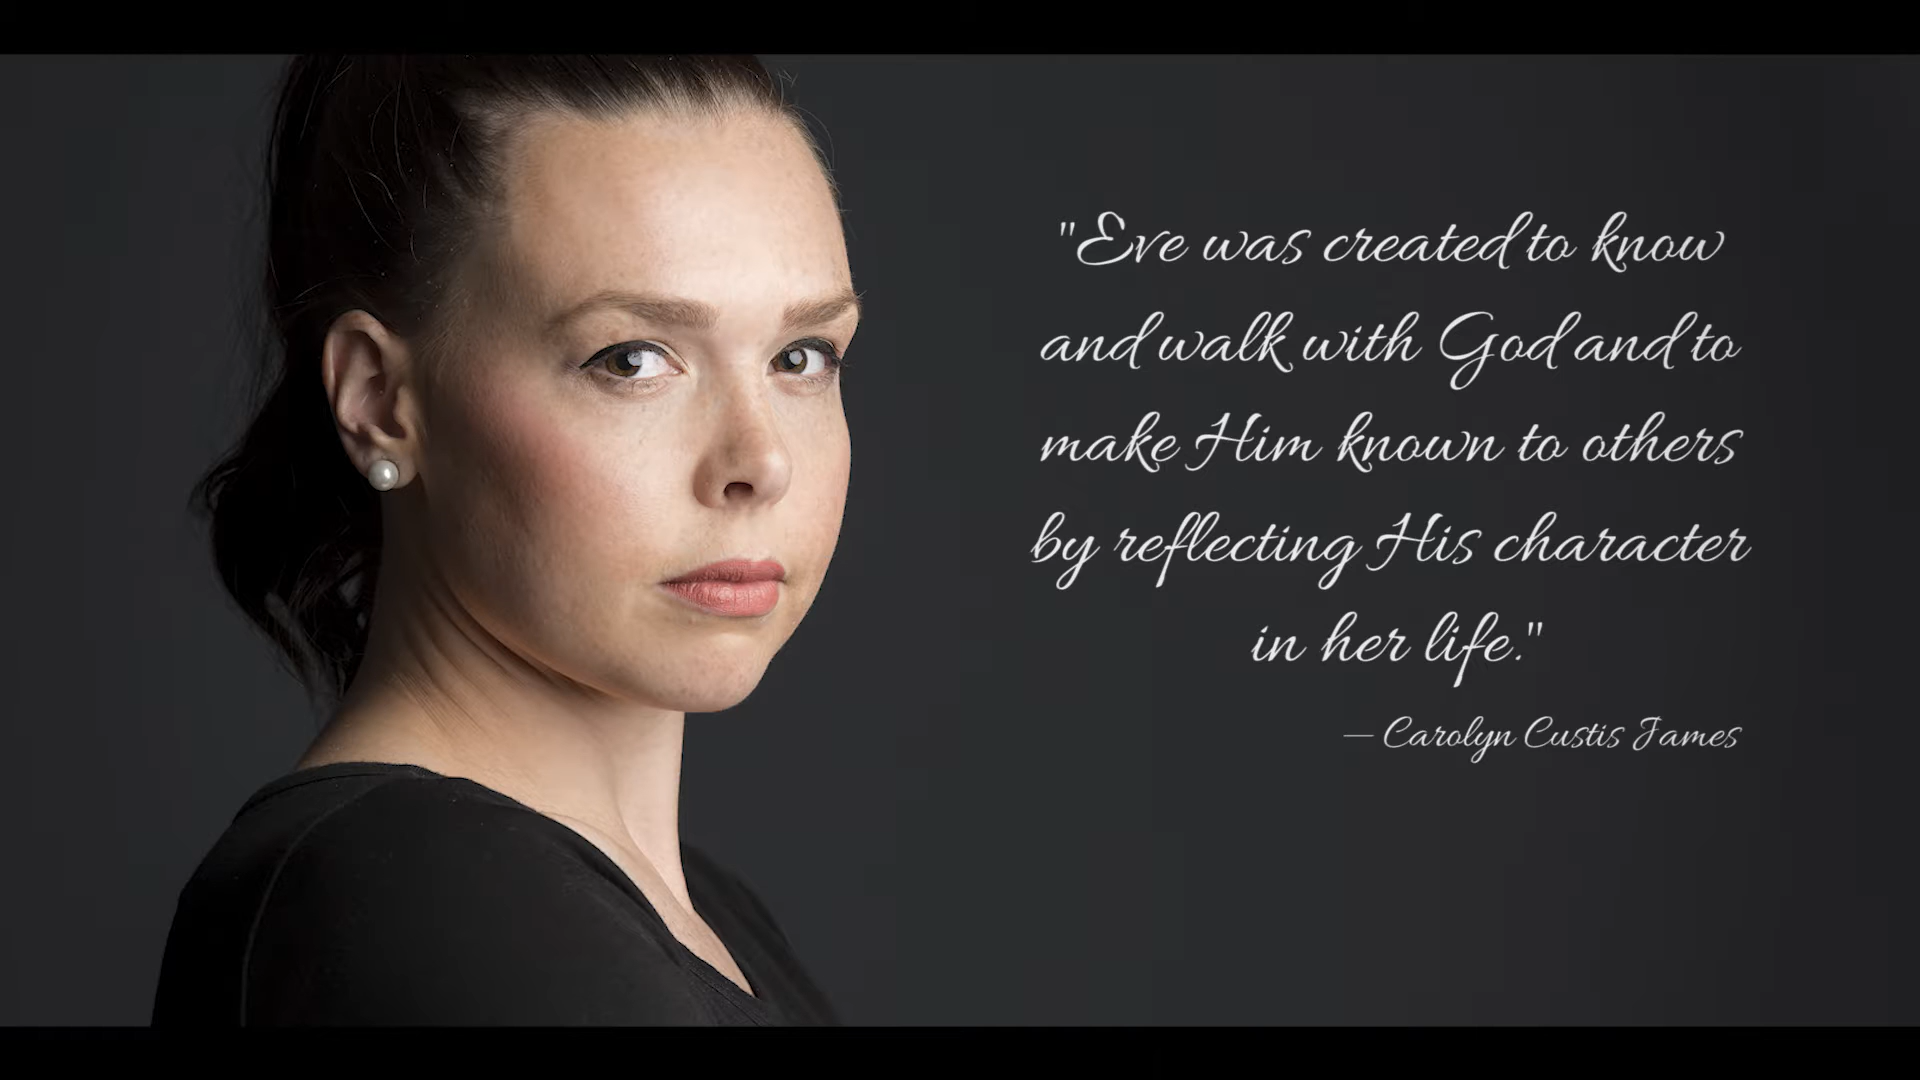 "Eve was created to know
and walk with God and to
make Him known to others
by reflecting His character
in her life."
— Carolyn Custis James